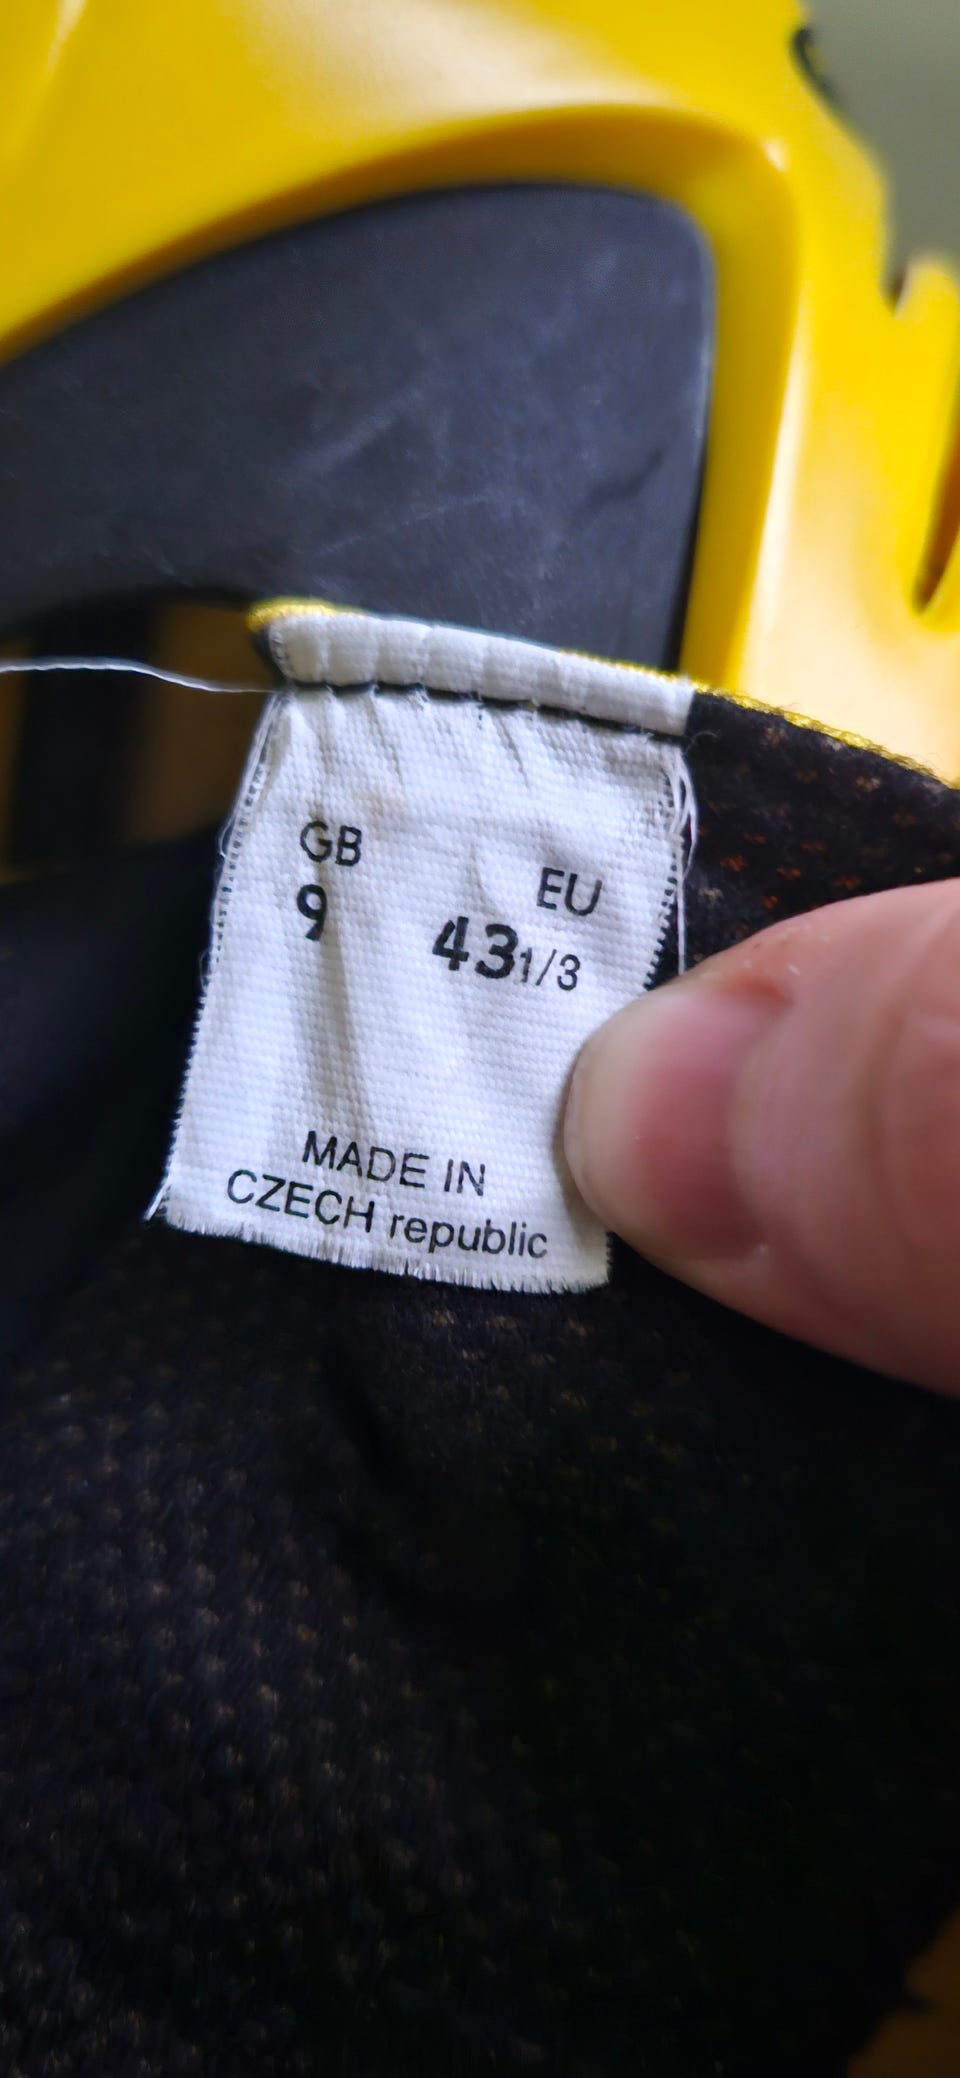 GB
9
EU
43 1/3
MADE IN
CZECH republic